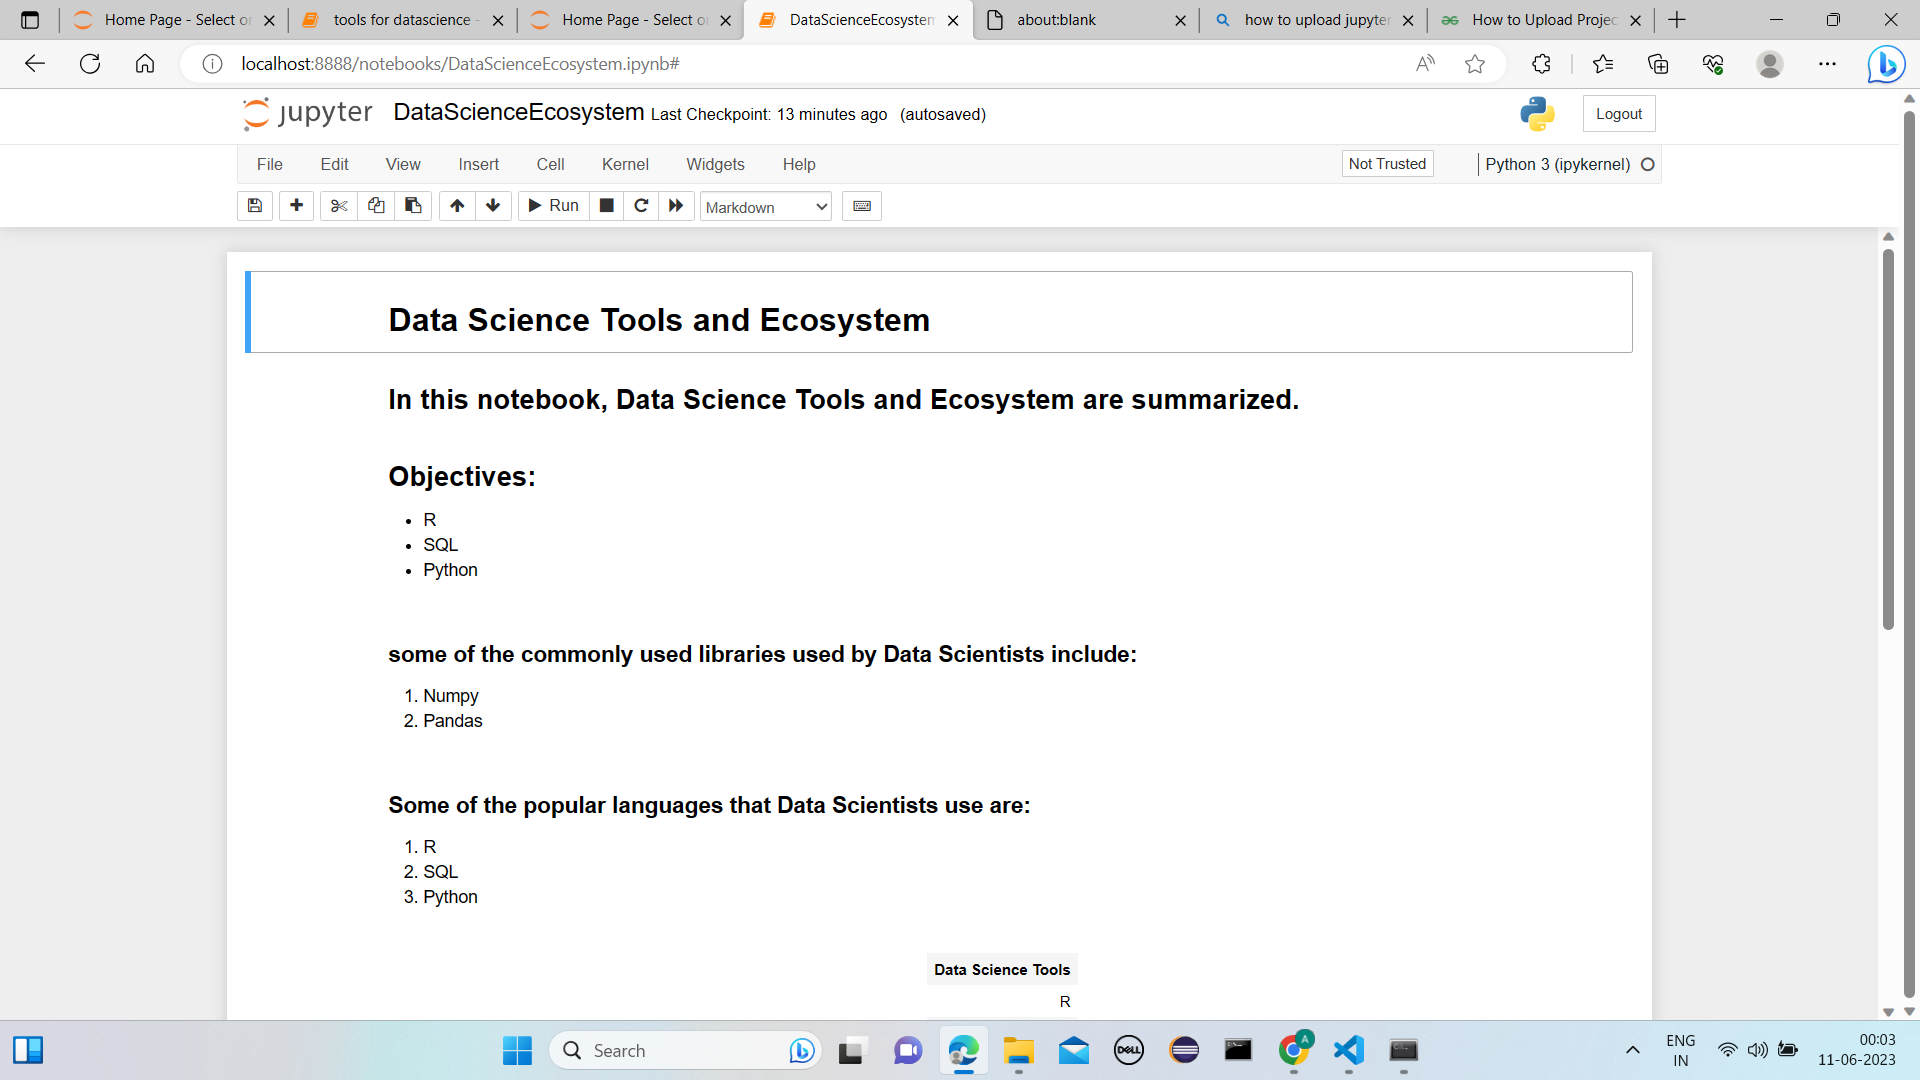 Home Page - Select or
tools for datascience -
Home Page - Select or
DataScienceEcosystem
about:blank
how to upload jupyter
How to Upload Projec
localhost:8888/notebooks/DataScienceEcosystem.ipynb#
jupyter DataScienceEcosystem Last Checkpoint: 13 minutes ago (autosaved)
Logout
File Edit View Insert Cell Kernel Widgets Help
Not Trusted
Python 3 (ipykernel)
Run
Markdown
Data Science Tools and Ecosystem
In this notebook, Data Science Tools and Ecosystem are summarized.
Objectives:
• R
• SQL
• Python
some of the commonly used libraries used by Data Scientists include:
1. Numpy
2. Pandas
Some of the popular languages that Data Scientists use are:
1. R
2. SQL
3. Python
Data Science Tools
R
Search
DELL
A
ENG
IN
00:03
11-06-2023